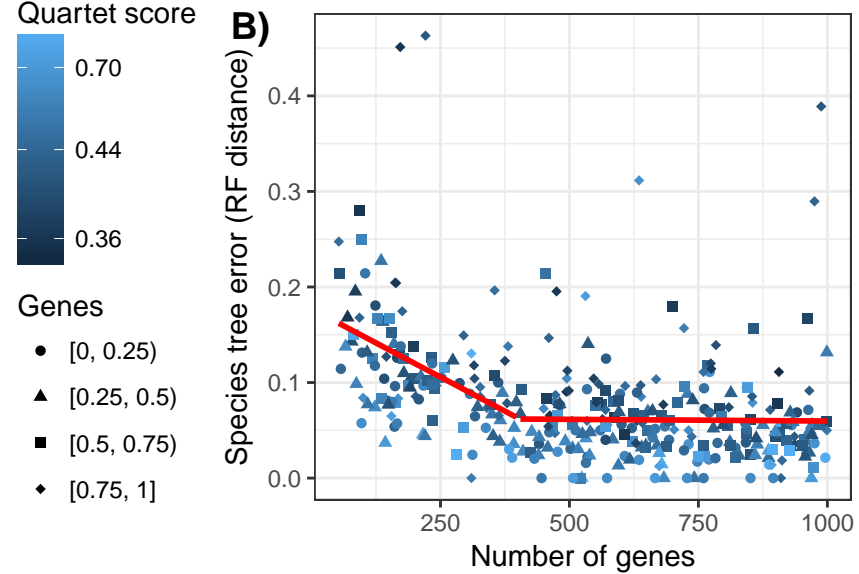 Quartet score
0.70
0.44
0.36
Genes
[0, 0.25)
[0.25, 0.5)
[0.5, 0.75)
[0.75, 1]
B)
Species tree error (RF distance)
0.4
0.3
0.2
0.1
0.0
250 500 750 1000
Number of genes